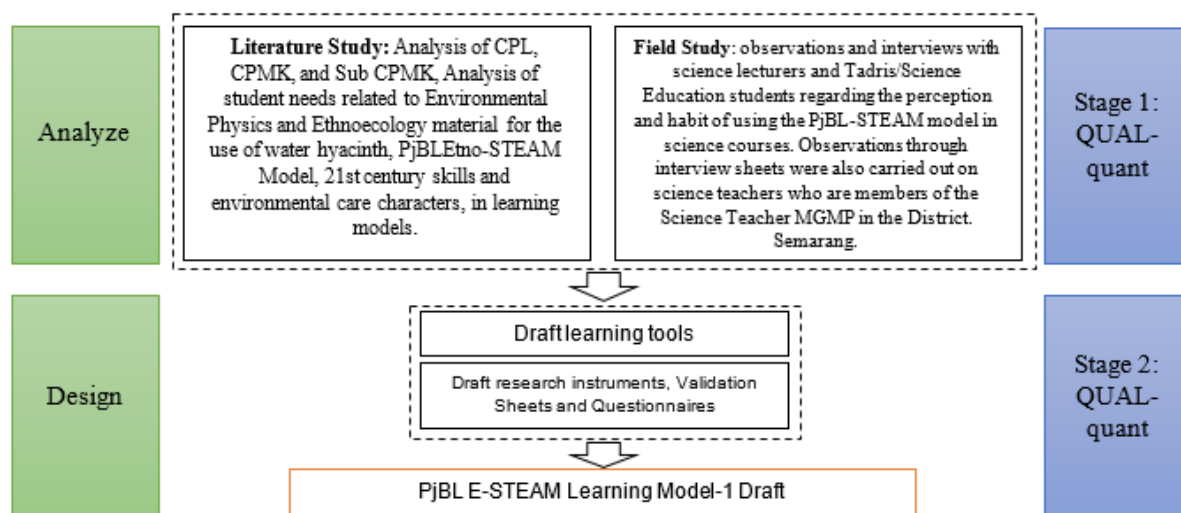 Analyze
Literature Study: Analysis of CPL,
CPMK, and Sub CPMK, Analysis of
student needs related to Environmental
Physics and Ethnoecology material for the
use of water hyacinth, PjBLEtno-STEAM
Model, 21st century skills and
environmental care characters, in learning
models.
Field Study: observations and interviews with
science lecturers and Tadris/Science
Education students regarding the perception
and habit of using the PjBL-STEAM model in
science courses. Observations through
interview sheets were also carried out on
science teachers who are members of the
Science Teacher MGMP in the District.
Semarang.
Stage 1:
QUAL-
quant
Design
Draft learning tools
Draft research instruments, Validation
Sheets and Questionnaires
Stage 2:
QUAL-
quant
PjBL E-STEAM Learning Model-1 Draft